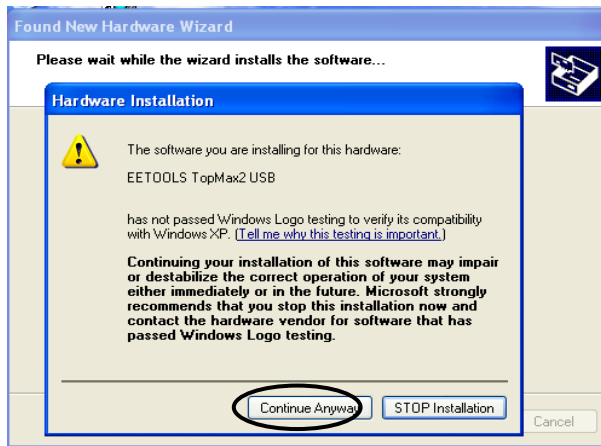 Found New Hardware Wizard
Please wait while the wizard installs the software...
Hardware Installation
The software you are installing for this hardware:
EETOOLS TopMax2 USB
has not passed Windows Logo testing to verify its compatibility
with Windows XP. (Tell me why this testing is important.)
Continuing your installation of this software may impair
or destabilize the correct operation of your system
either immediately or in the future. Microsoft strongly
recommends that you stop this installation now and
contact the hardware vendor for software that has
passed Windows Logo testing.
Continue Anyway STOP Installation
Cancel